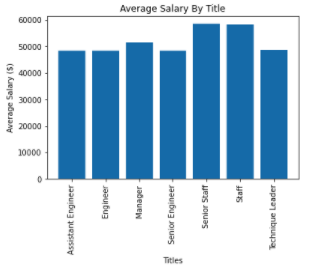 Average Salary By Title
60000
50000
40000
30000
20000
10000
0
Average Salary ($)
Assistant Engineer
Engineer
Manager
Senior Engineer
Senior Staff
Staff
Technique Leader
Titles